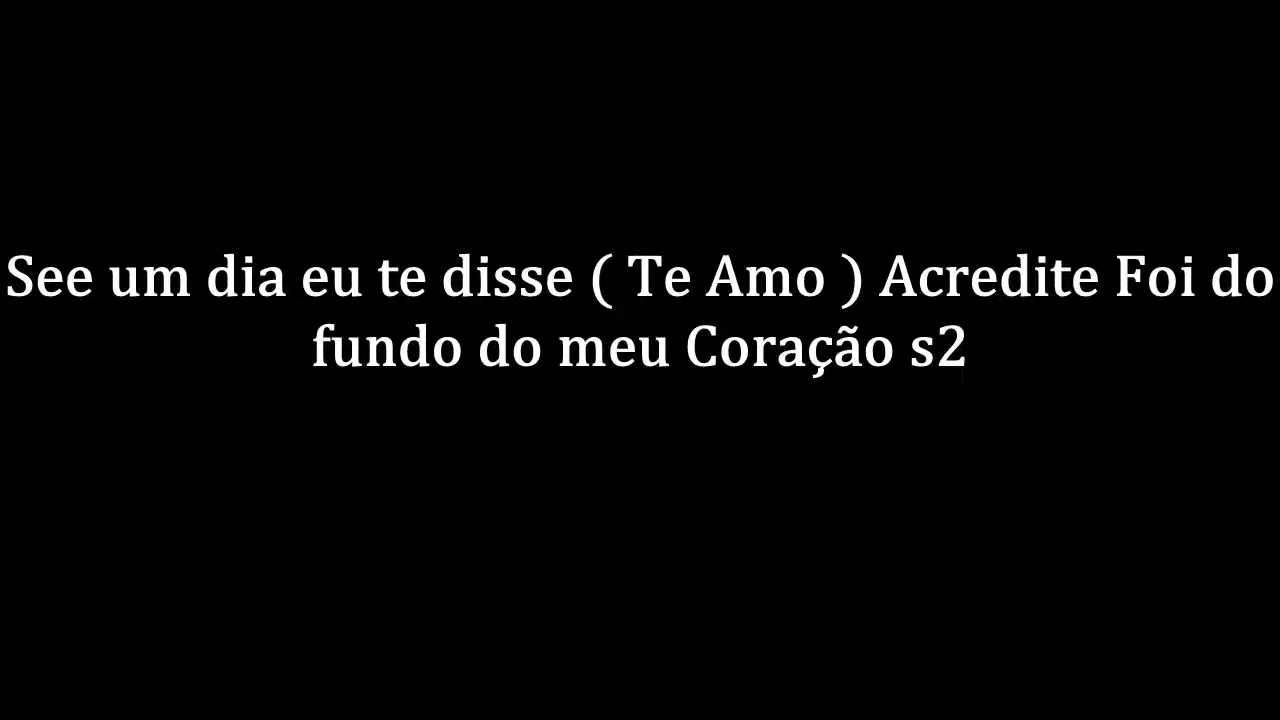 See um dia eu te disse ( Te Amo ) Acredite Foi do
fundo do meu Coração s2